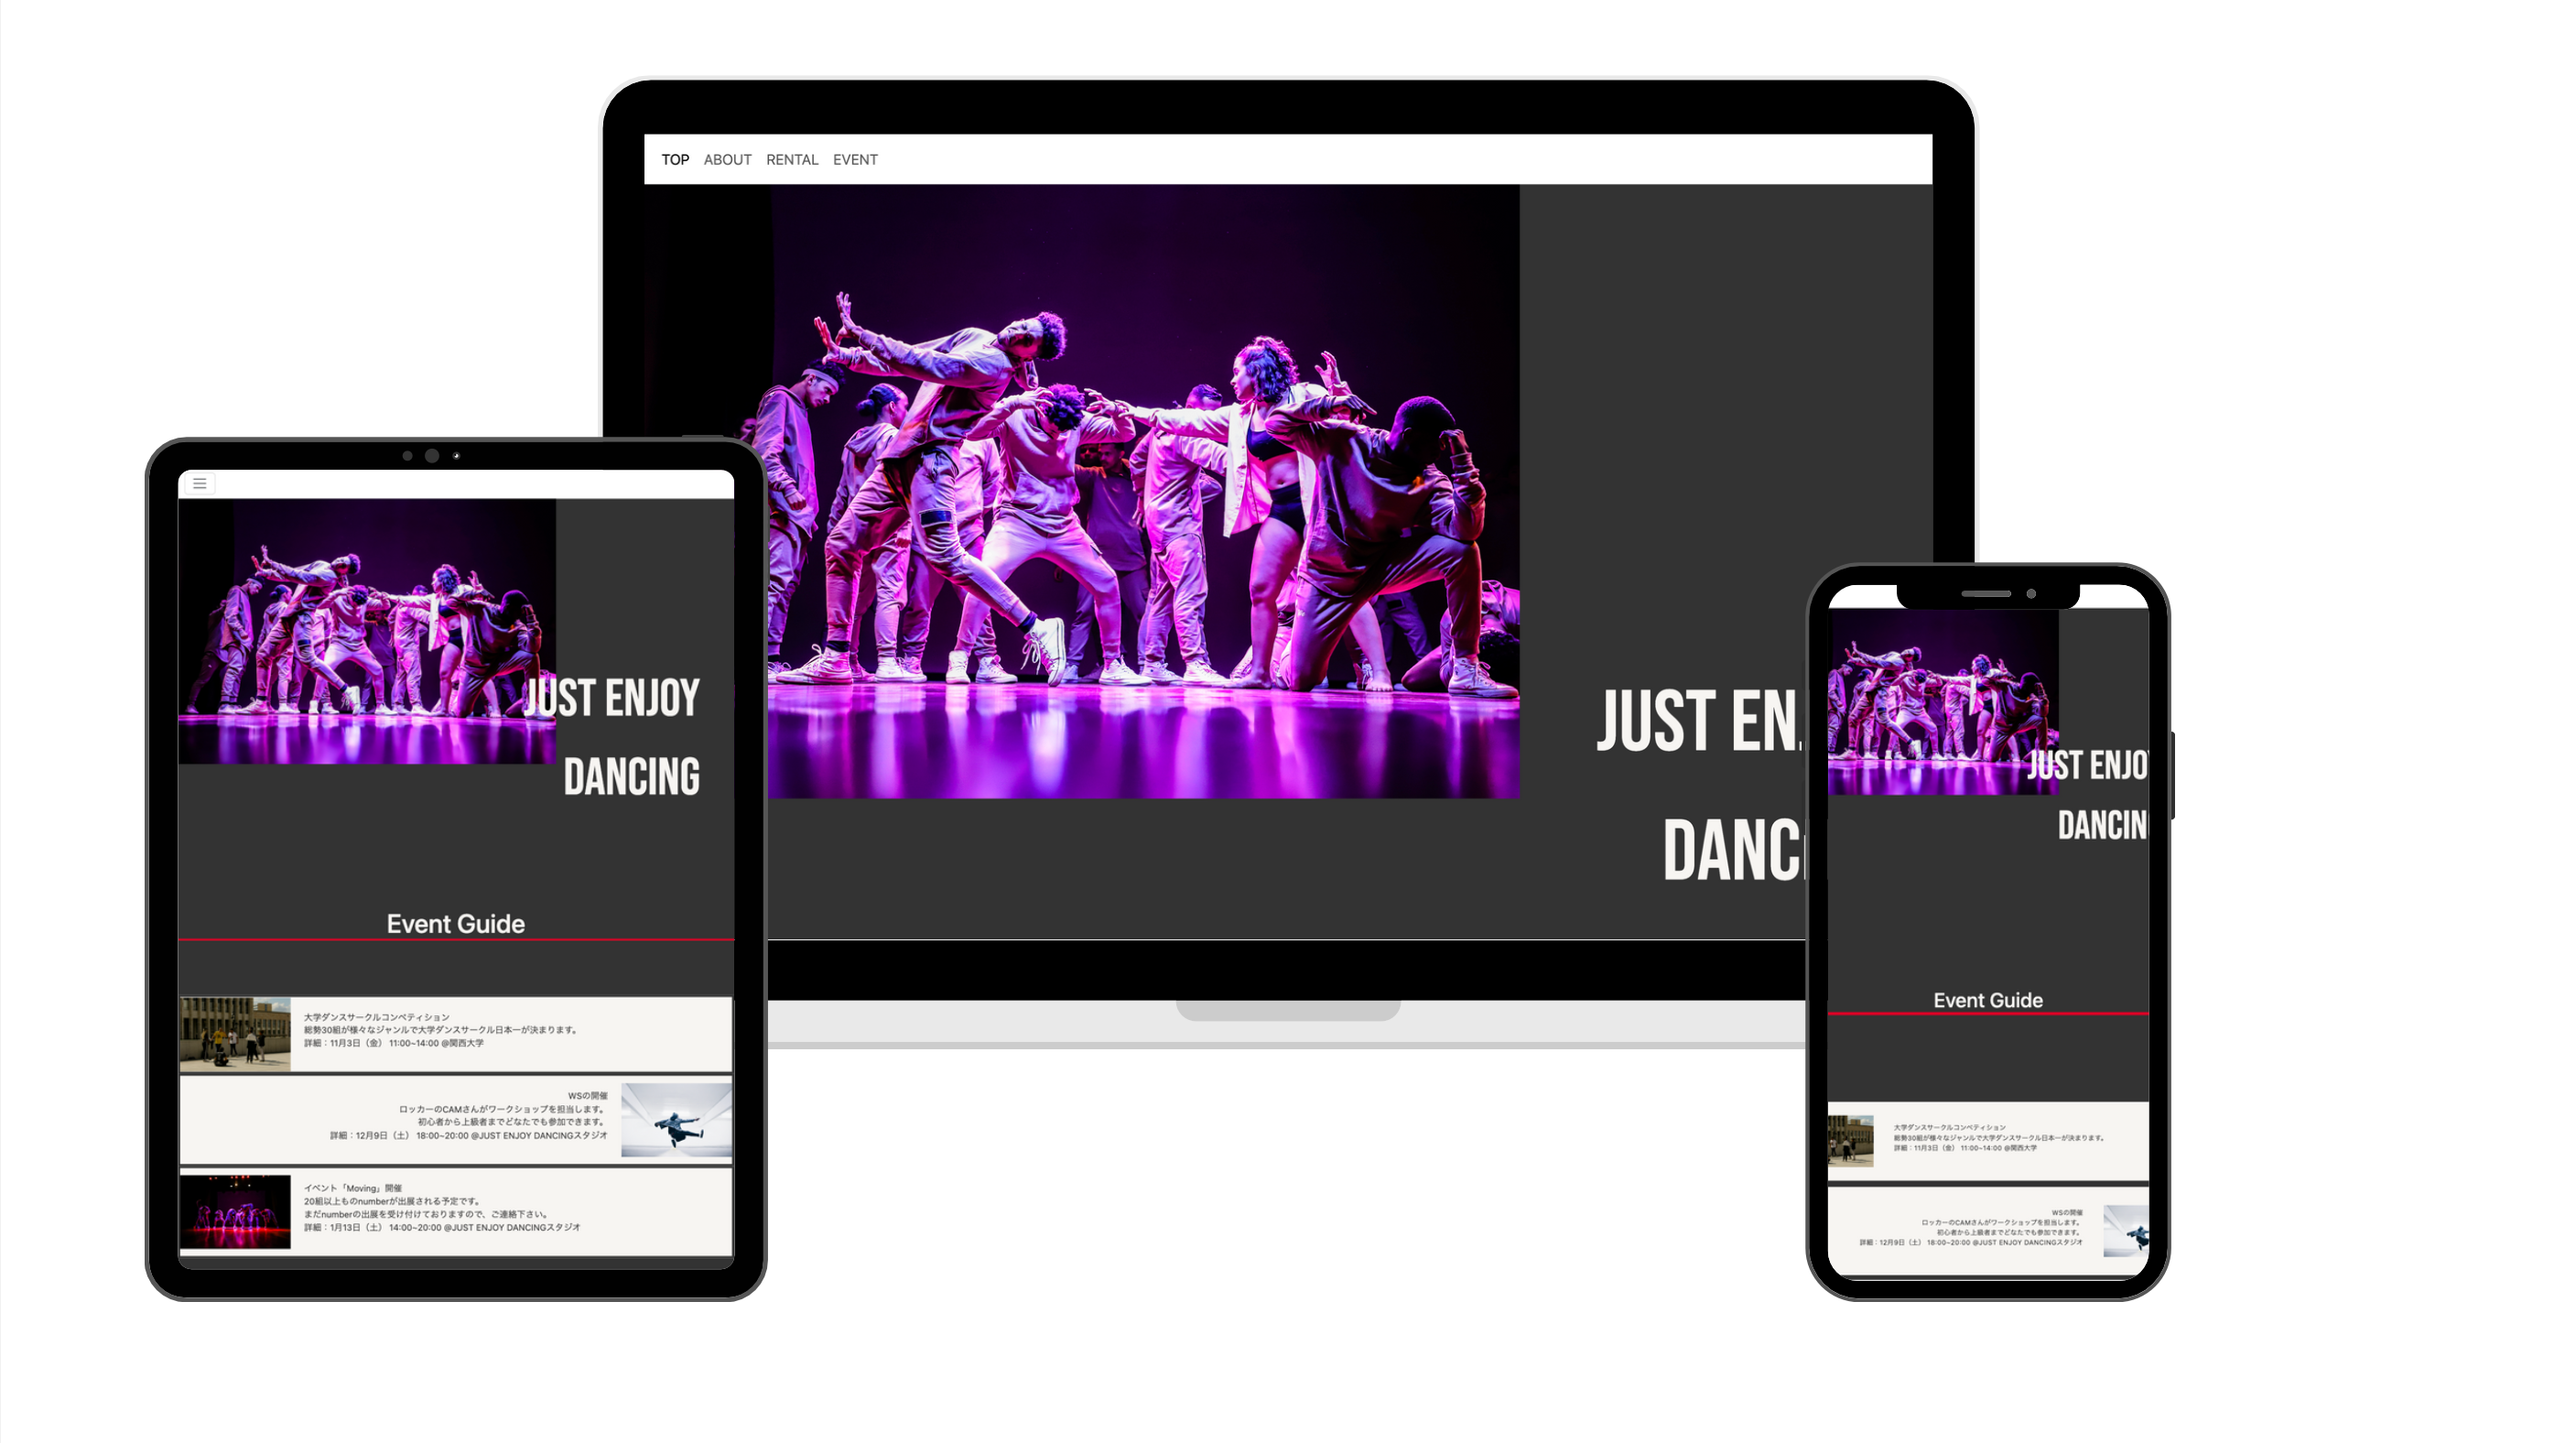 TOP ABOUT RENTAL EVENT
JUST EN
DANC
JUST ENJOY
DANCING
Event Guide
大学ダンスサークルコンペティション
総勢30組が様々なジャンルで大学ダンスサークル日本一が決まります。
詳細：11月3日（金） 11:00~14:00 @関西大学
WSの開催
ロッカーのCAMさんがワークショップを担当します。
初心者から上級者までどなたでも参加できます。
詳細：12月9日（土） 18:00~20:00 @JUST ENJOY DANCINGスタジオ
イベント「Moving」開催
20組以上ものnumberが出展される予定です。
まだnumberの出展を受け付けておりますので、ご連絡下さい。
詳細：1月13日（土） 14:00~20:00 @JUST ENJOY DANCINGスタジオ
JUST ENJO
DANCIN
Event Guide
大学ダンスサークルコンペティション
総勢30組が様々なジャンルで大学ダンスサークル日本一が決まります。
詳細：11月3日（金） 11:00~14:00 @関西大学
WSの開催
ロッカーのCAMさんがワークショップを担当します。
初心者から上級者までどなたでも参加できます。
詳細：12月9日（土） 18:00~20:00 @JUST ENJOY DANCINGスタジオ